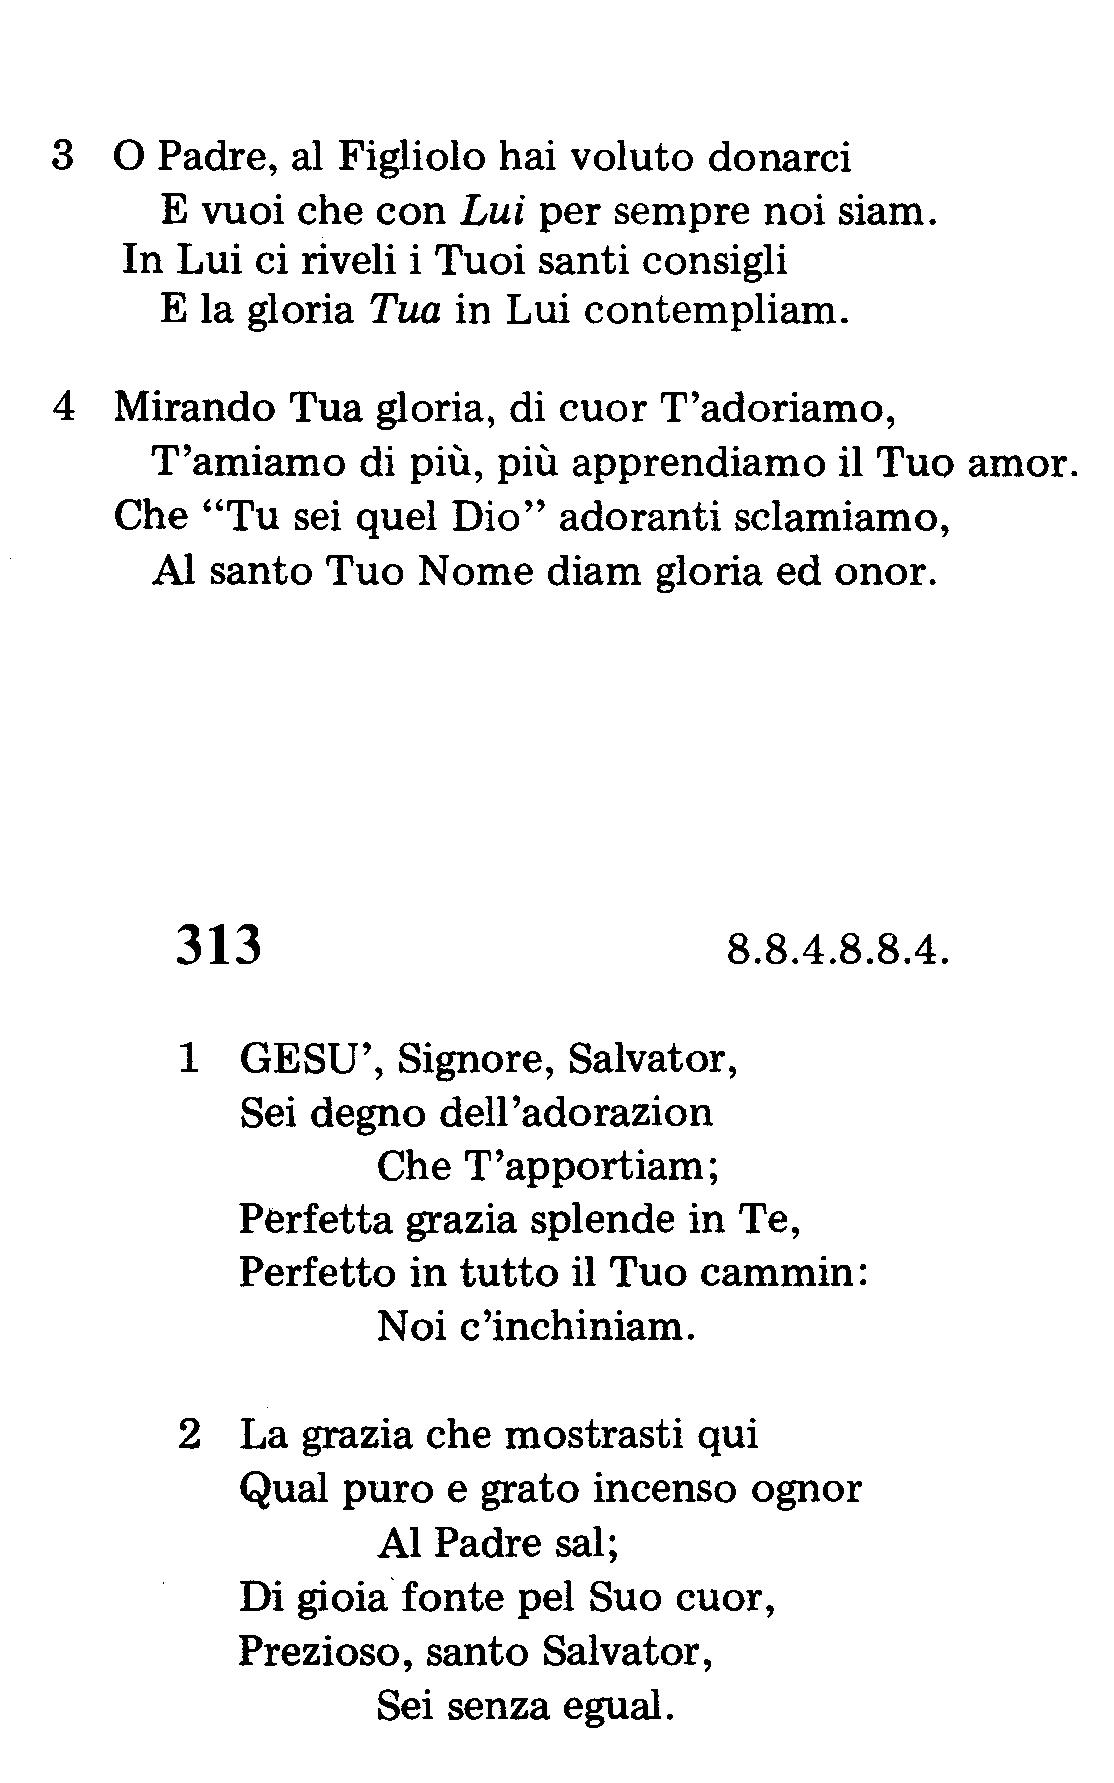 3 O Padre, al Figliolo hai voluto donarci
E vuoi che con Lui per sempre noi siam.
In Lui ci riveli i Tuoi santi consigli
E la gloria Tua in Lui contempliam.
4 Mirando Tua gloria, di cuor T'adoriamo,
T'amiamo di più, più apprendiamo il Tuo amor.
Che “Tu sei quel Dio” adoranti sclamiamo,
Al santo Tuo Nome diam gloria ed onor.
313 8.8.4.8.8.4.
1 GESU’, Signore, Salvator,
Sei degno dell’adorazion
Che T’apportiam;
Perfetta grazia splende in Te,
Perfetto in tutto il Tuo cammin:
Noi c’inchiniam.
2 La grazia che mostrasti qui
Qual puro e grato incenso ognor
Al Padre sal;
Di gioia fonte pel Suo cuor,
Prezioso, santo Salvator,
Sei senza egual.